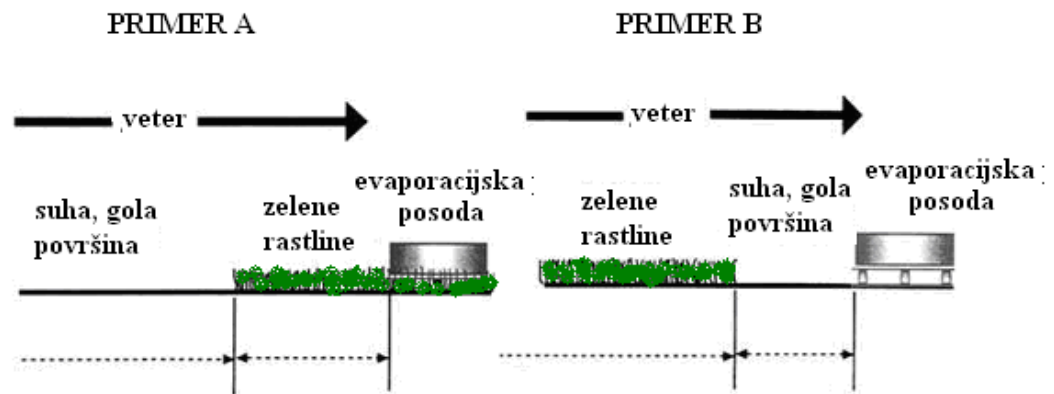 PRIMER A
veter
suha, gola
površina
zelene
rastline
evaporacijska
posoda
PRIMER B
veter
zelene
rastline
suha, gola
površina
evaporacijska
posoda